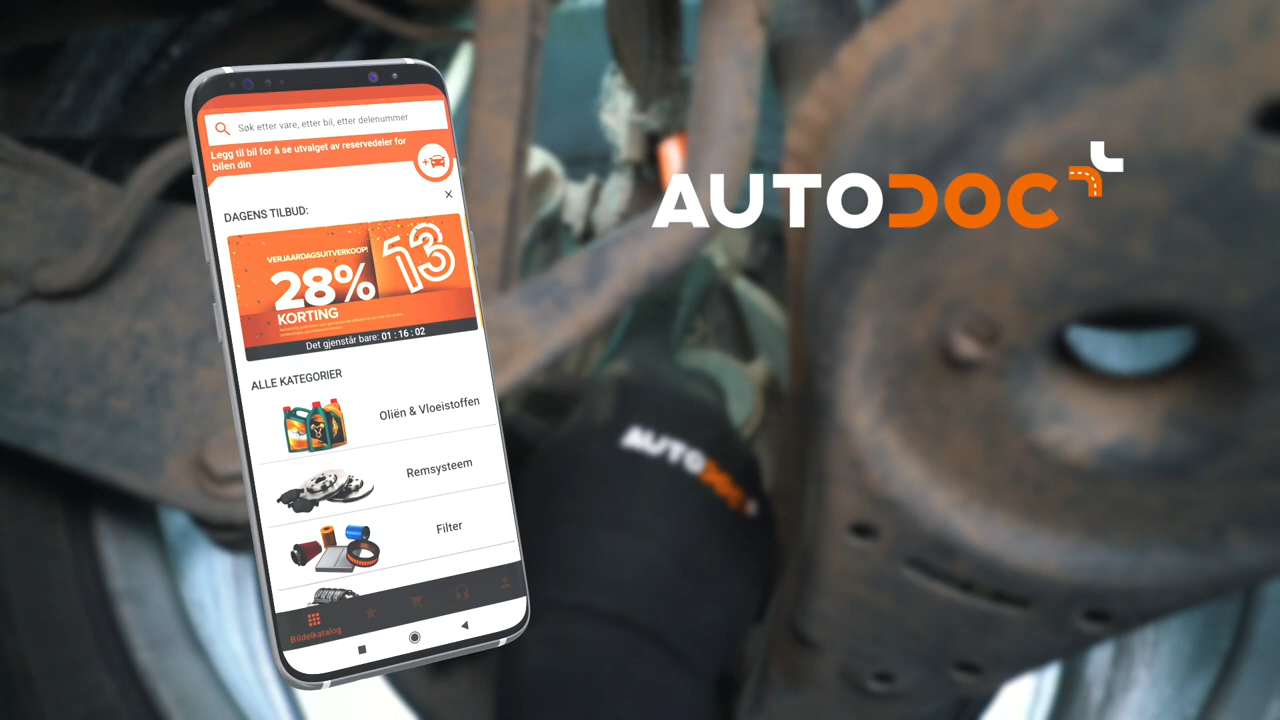 Søk etter vare, etter bil, etter delenummer
Legg til bil for å se utvalget av reservedeler for
bilen din
DAGENS TILBUD:
VERJAARDAGSUITVERKOOP!
13
28%
KORTING
Det gjenstår bare: 01 : 16 : 02
ALLE KATEGORIER
Oliën & Vloeistoffen
Remsysteem
Filter
Bildelkatalog
AUTODOC
AUTODOC